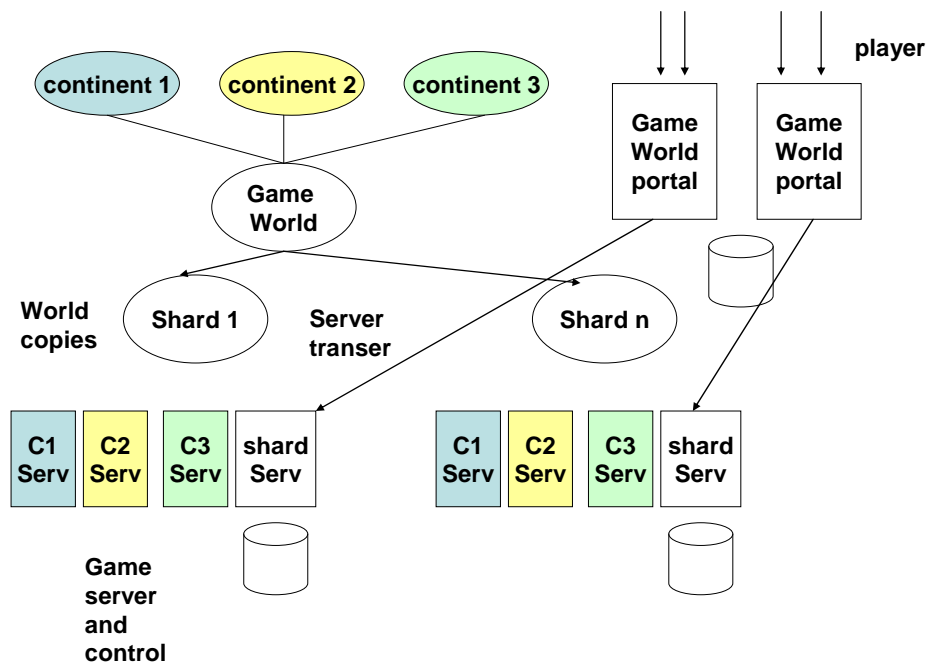 player
continent 1
continent 2
continent 3
Game
World
portal
Game
World
portal
Game
World
World
copies
Shard 1
Server
transer
Shard n
C1
Serv
C2
Serv
C3
Serv
shard
Serv
C1
Serv
C2
Serv
C3
Serv
shard
Serv
Game
server
and
control